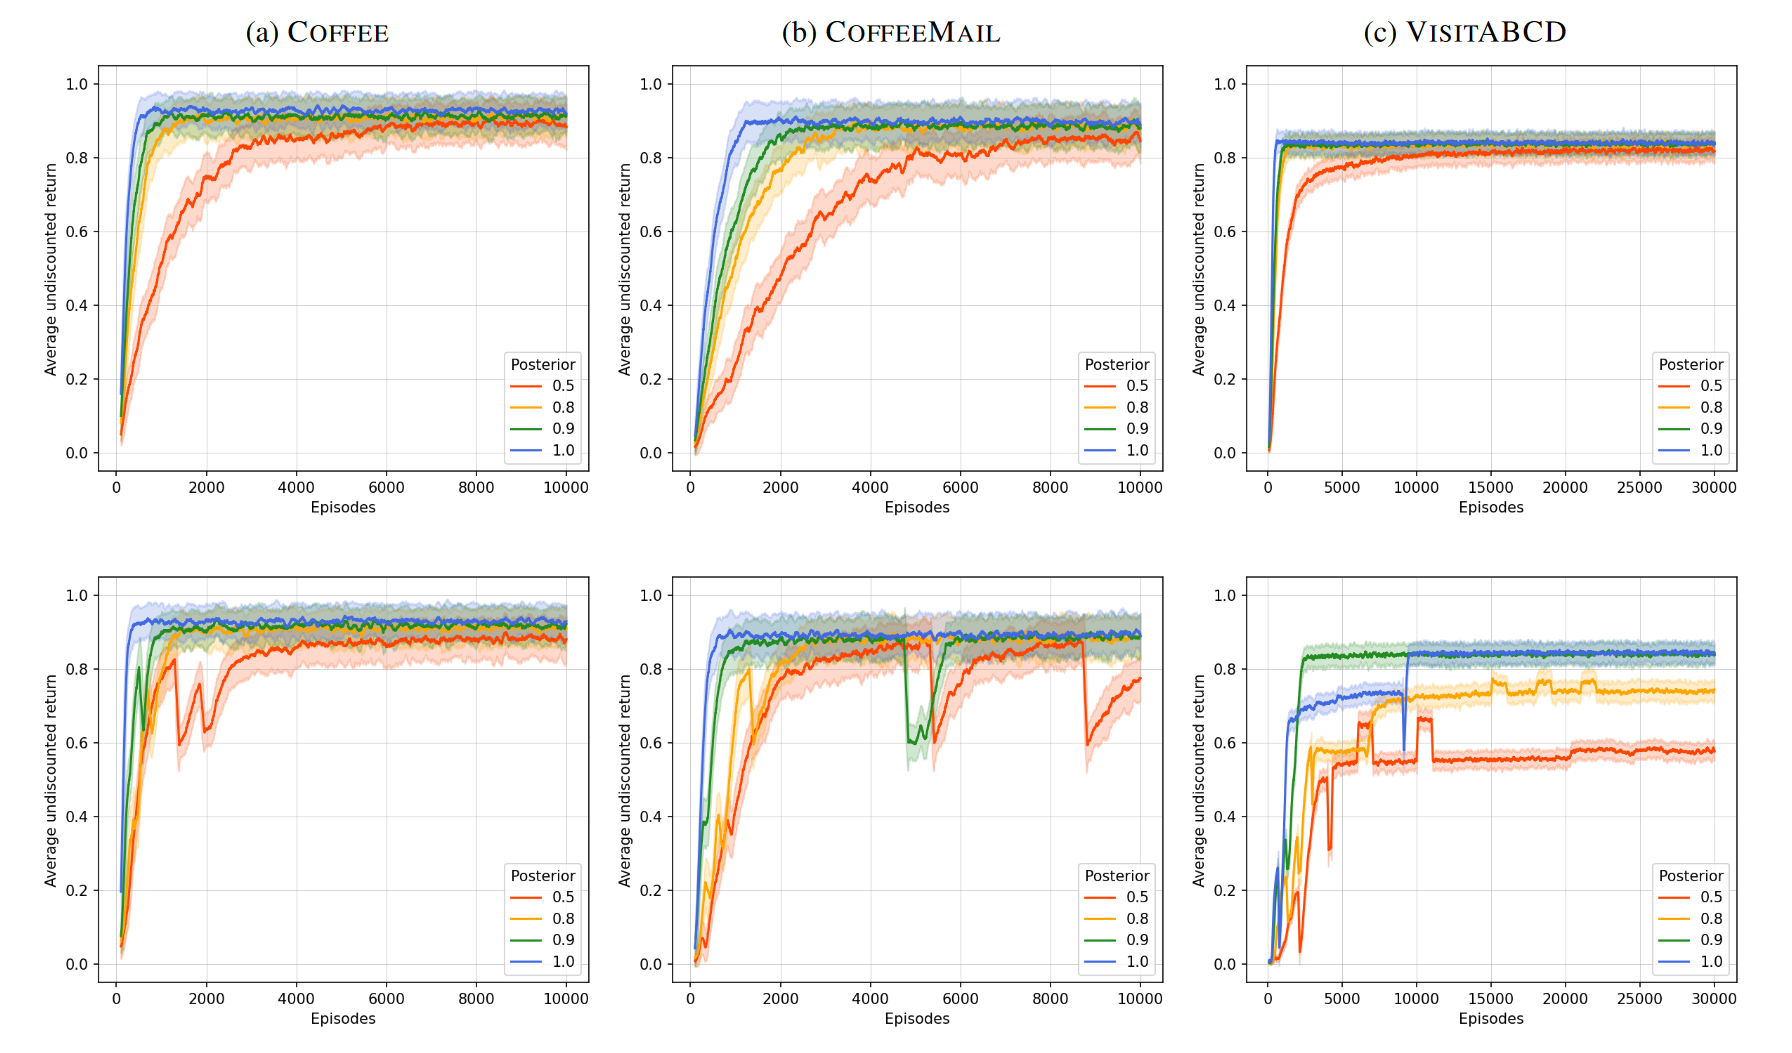 (a) COFFEE
(b) COFFEEMAIL
(c) VISITABCD
1.0
0.8
0.6
0.4
0.2
0.0
Average undiscounted return
0 2000 4000 6000 8000 10000
Episodes
Posterior
0.5
0.8
0.9
1.0
1.0
0.8
0.6
0.4
0.2
0.0
Average undiscounted return
0 2000 4000 6000 8000 10000
Episodes
Posterior
0.5
0.8
0.9
1.0
1.0
0.8
0.6
0.4
0.2
0.0
Average undiscounted return
0 5000 10000 15000 20000 25000 30000
Episodes
Posterior
0.5
0.8
0.9
1.0
1.0
0.8
0.6
0.4
0.2
0.0
Average undiscounted return
0 2000 4000 6000 8000 10000
Episodes
Posterior
0.5
0.8
0.9
1.0
1.0
0.8
0.6
0.4
0.2
0.0
Average undiscounted return
0 2000 4000 6000 8000 10000
Episodes
Posterior
0.5
0.8
0.9
1.0
1.0
0.8
0.6
0.4
0.2
0.0
Average undiscounted return
0 5000 10000 15000 20000 25000 30000
Episodes
Posterior
0.5
0.8
0.9
1.0